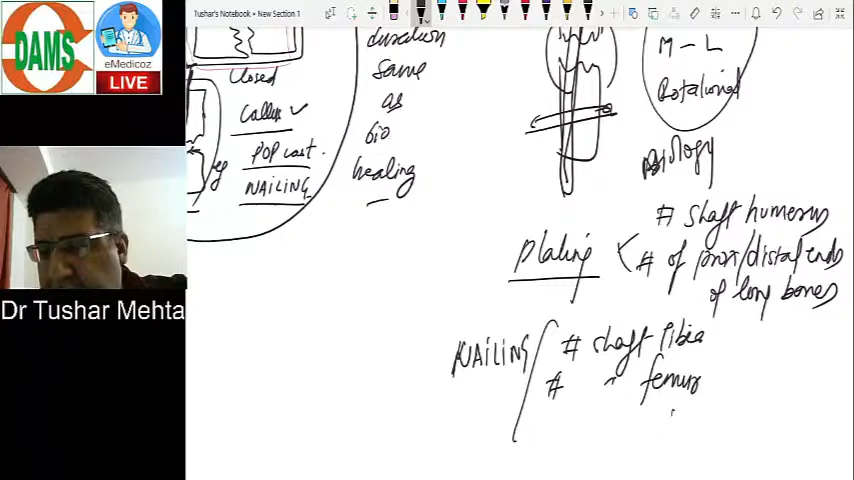 Tushar's Notebook » New Section 1
DAMS
eMedicoz
LIVE
Dr Tushar Mehta
closed
Callus ✓
POP cast.
NAILING
duration
same
as
bio
healing
M - L
Rotational
Biology
Plating
# shaft humerus
# of prox/distal ends
of long bones
NAILING
# shaft tibia
# " femur